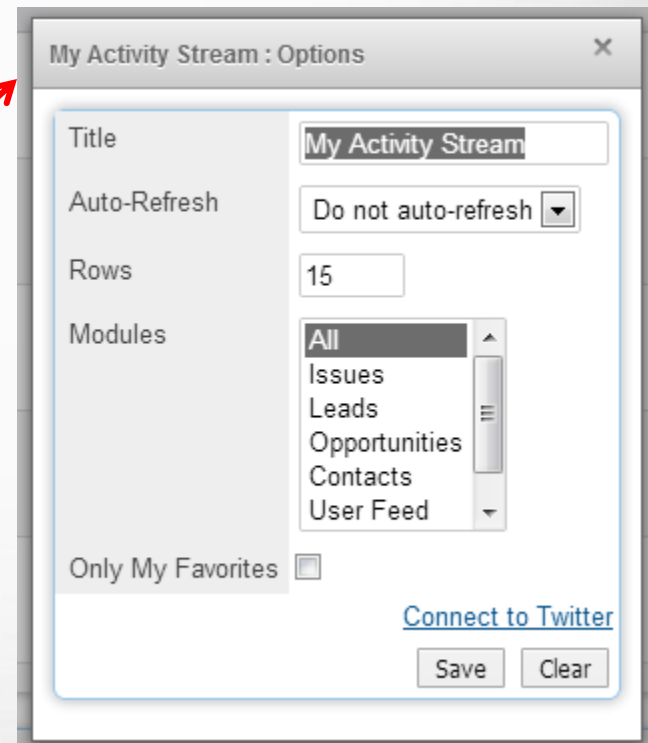 My Activity Stream : Options
Title
My Activity Stream
Auto-Refresh
Do not auto-refresh
Rows
15
Modules
All
Issues
Leads
Opportunities
Contacts
User Feed
Only My Favorites
Connect to Twitter
Save Clear